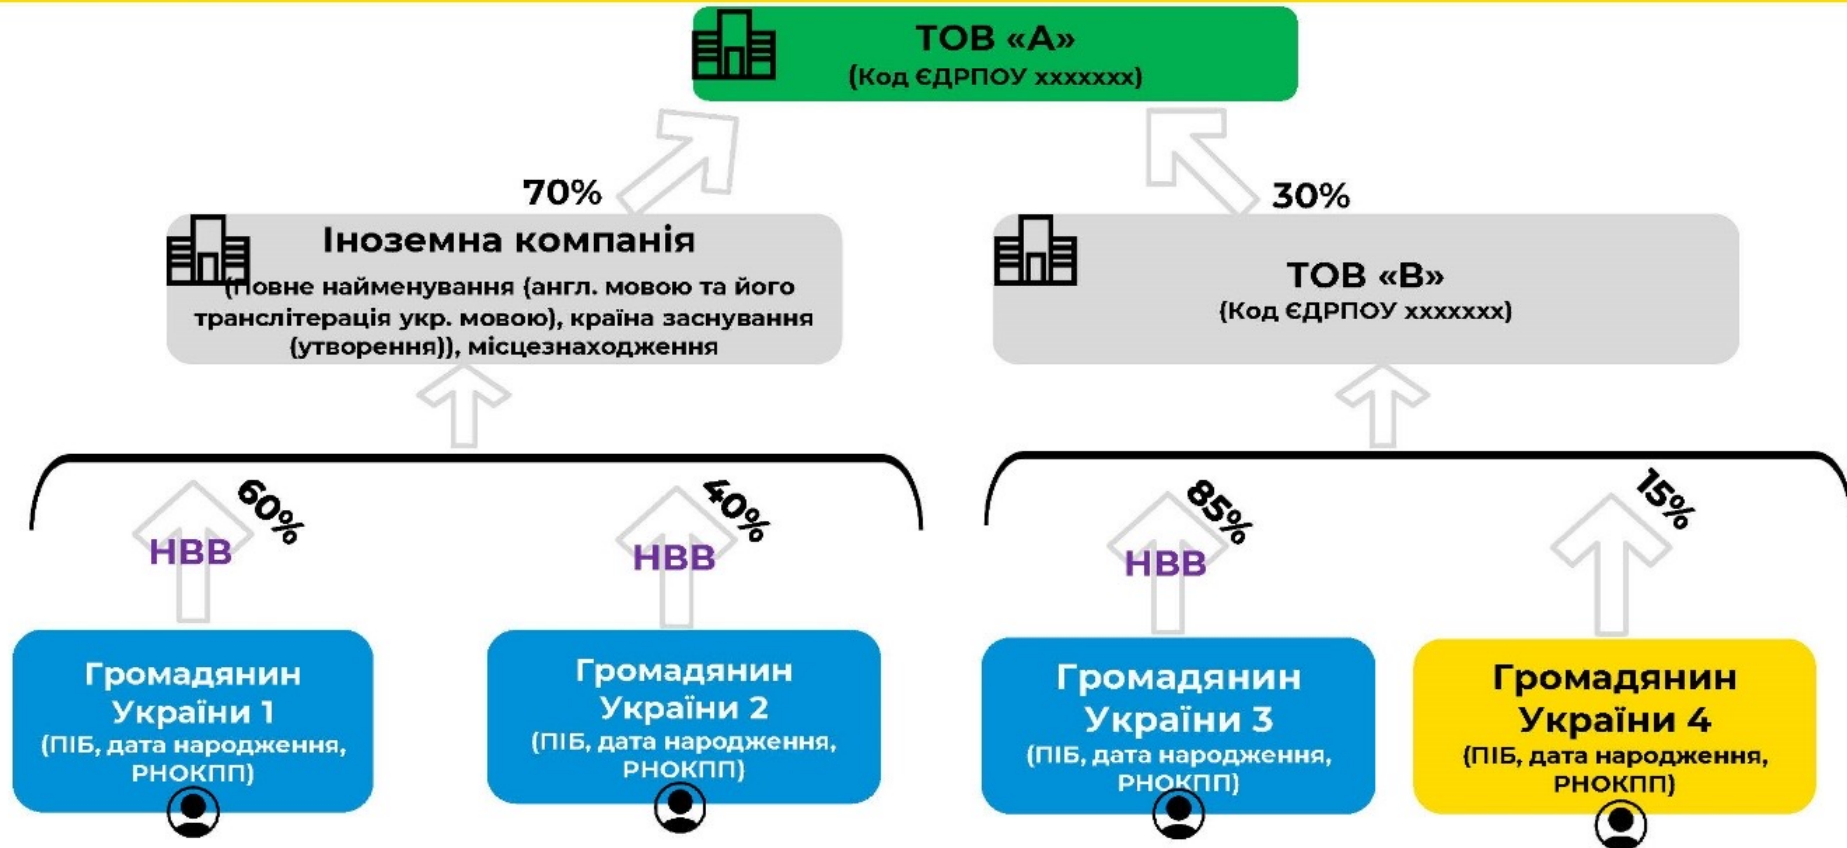 ТОВ «А»
(Код ЄДРПОУ xxxxxxx)
70%
30%
Іноземна компанія
(Повне найменування (англ. мовою та його
транслітерація укр. мовою), країна заснування
(утворення)), місцезнаходження
ТОВ «В»
(Код ЄДРПОУ xxxxxxx)
60%
40%
85%
15%
НВВ
НВВ
НВВ
Громадянин
України 1
(ПІБ, дата народження,
РНОКПП)
Громадянин
України 2
(ПІБ, дата народження,
РНОКПП)
Громадянин
України 3
(ПІБ, дата народження,
РНОКПП)
Громадянин
України 4
(ПІБ, дата народження,
РНОКПП)